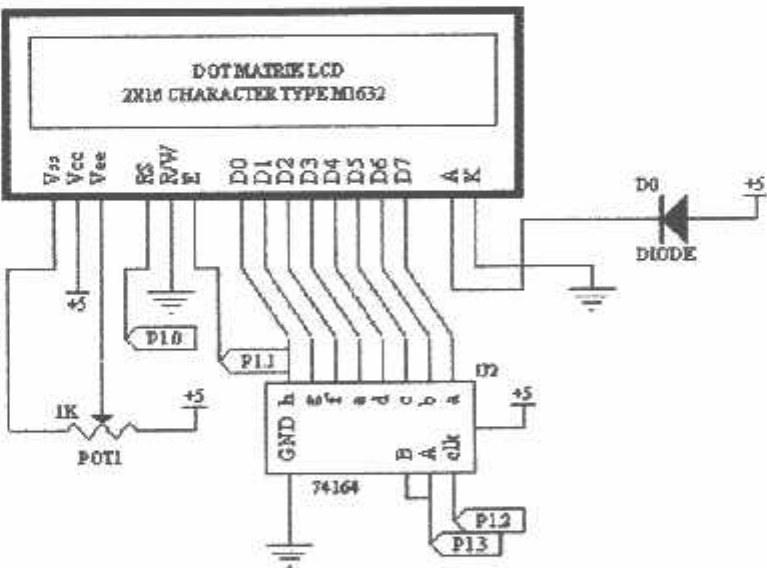 DOT MATRIK LCD
2X16 CHARACTER TYPE M1632
Vss Vcc Vee RS R/W E1 D0 D1 D2 D3 D4 D5 D6 D7 A K
D0
+5
DIODE
+5
P1.0
P1.1
U2
1K
+5
POT1
h g f e d c b a
+5
GND B A clk
74164
P1.2
P1.3